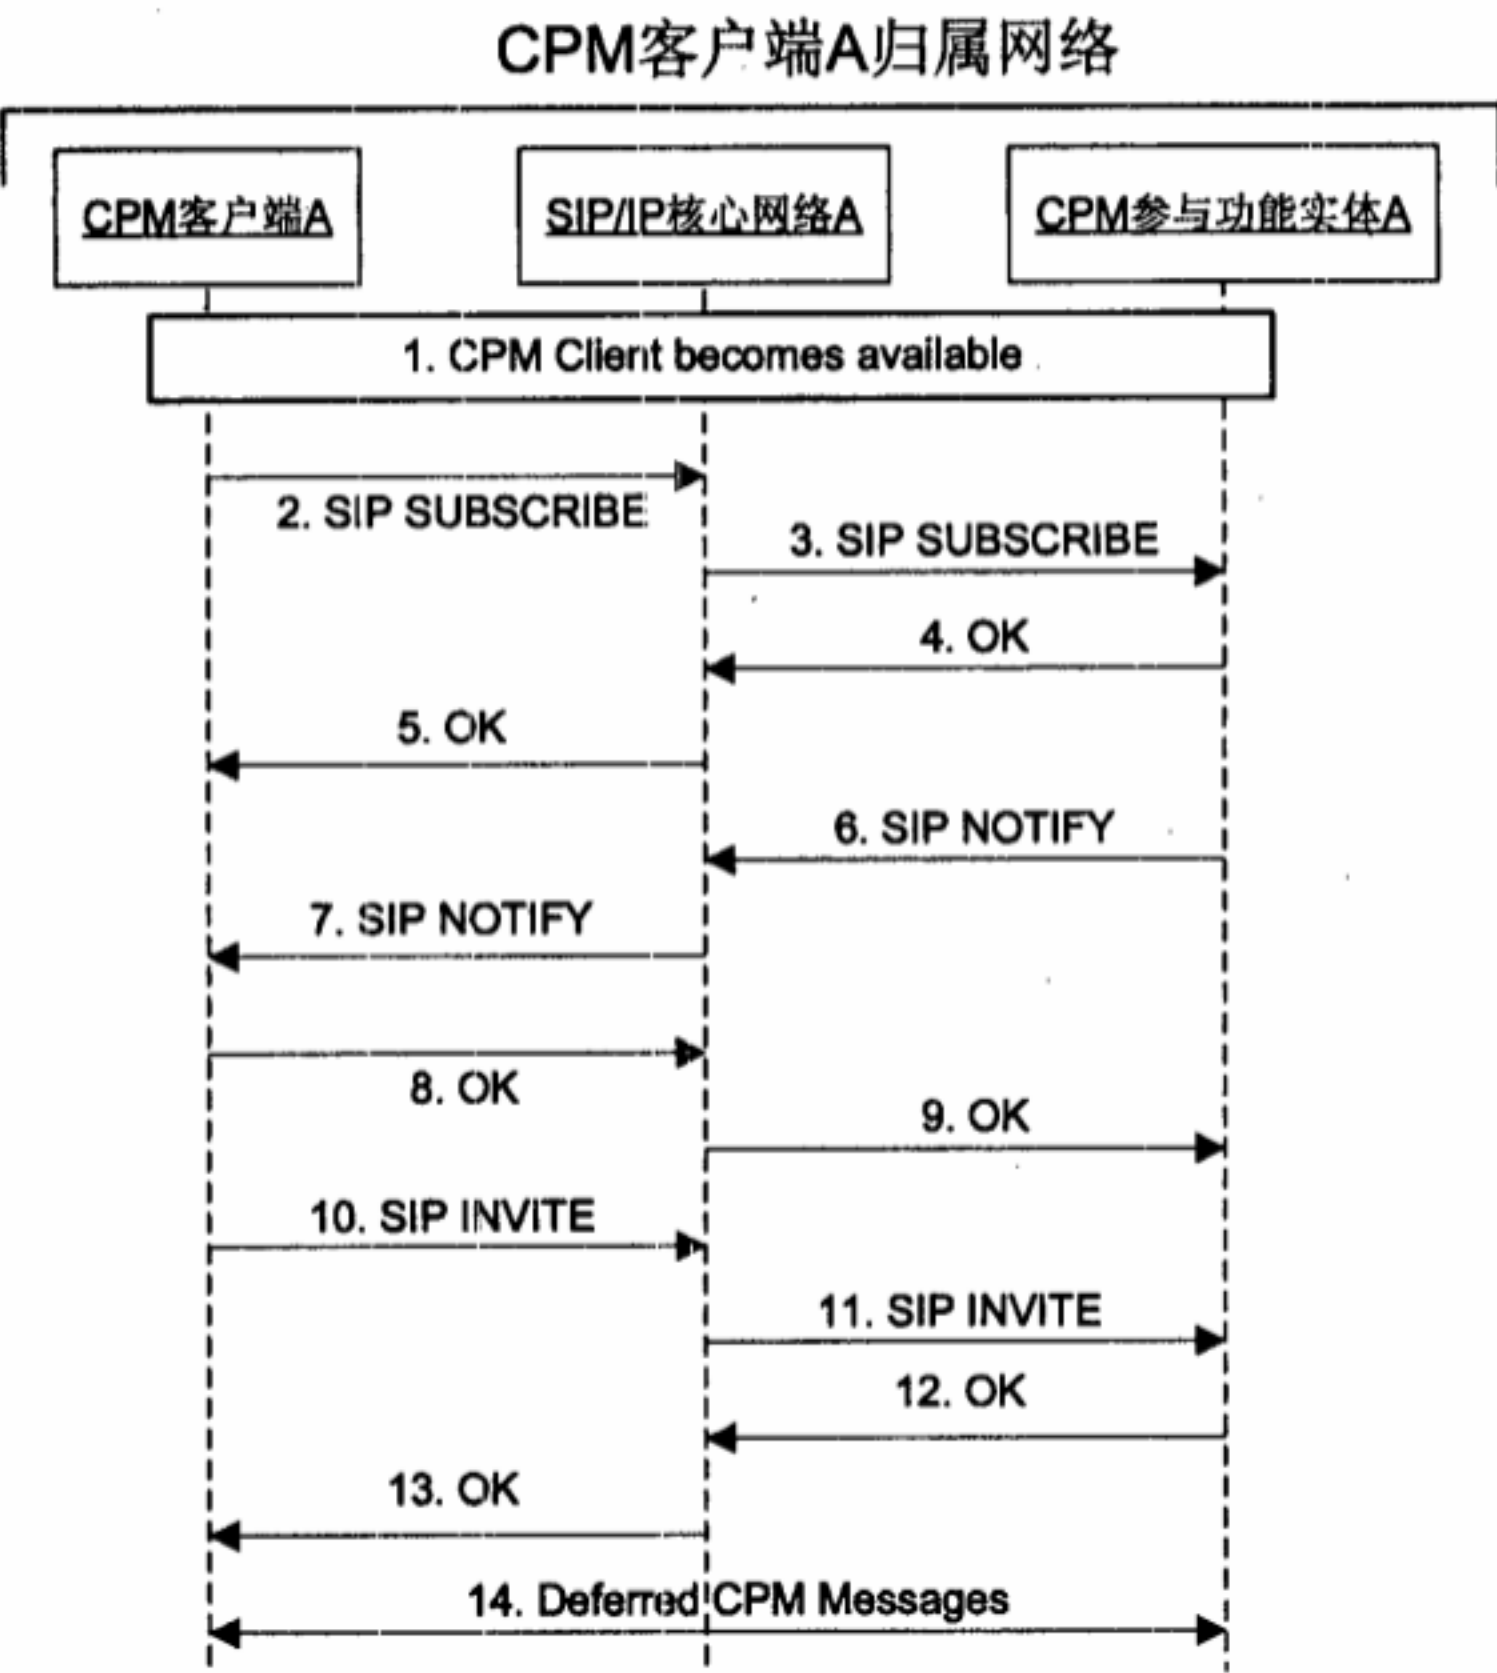 CPM客户端A归属网络
CPM客户端A
SIP/IP核心网络A
CPM参与功能实体A
1. CPM Client becomes available
2. SIP SUBSCRIBE
3. SIP SUBSCRIBE
4. OK
5. OK
6. SIP NOTIFY
7. SIP NOTIFY
8. OK
9. OK
10. SIP INVITE
11. SIP INVITE
12. OK
13. OK
14. Deferred CPM Messages